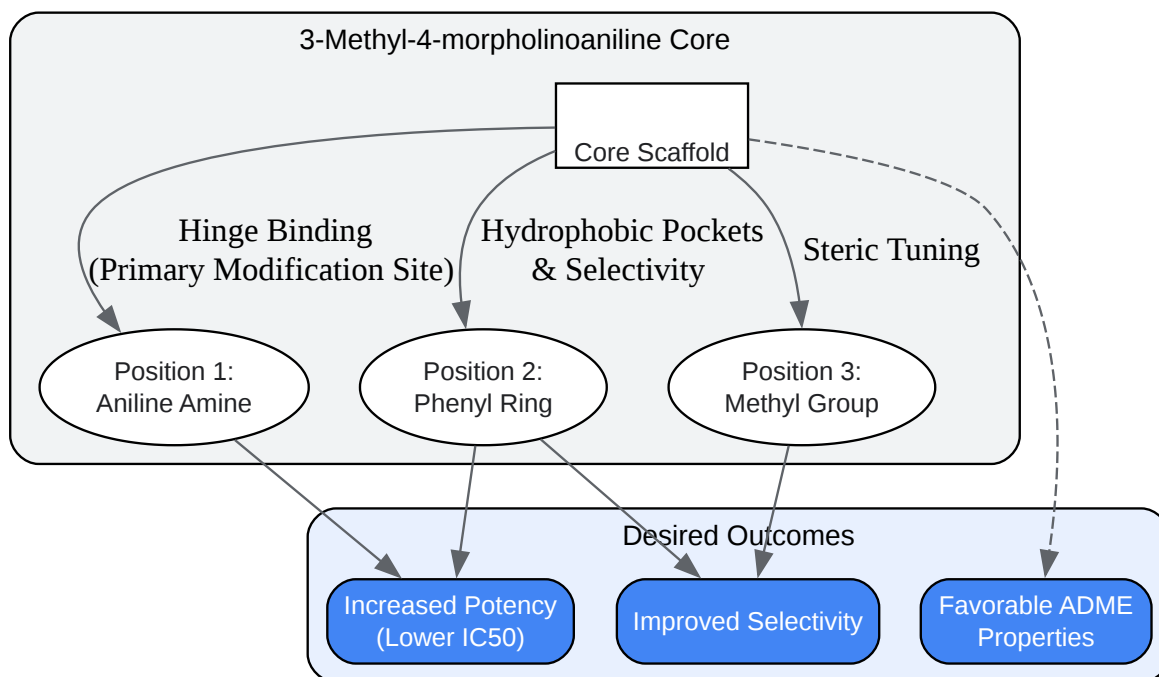 3-Methyl-4-morpholinoaniline Core
Core Scaffold
Hinge Binding
(Primary Modification Site)
Hydrophobic Pockets
& Selectivity
Steric Tuning
Position 1:
Aniline Amine
Position 2:
Phenyl Ring
Position 3:
Methyl Group
Desired Outcomes
Increased Potency
(Lower IC50)
Improved Selectivity
Favorable ADME
Properties